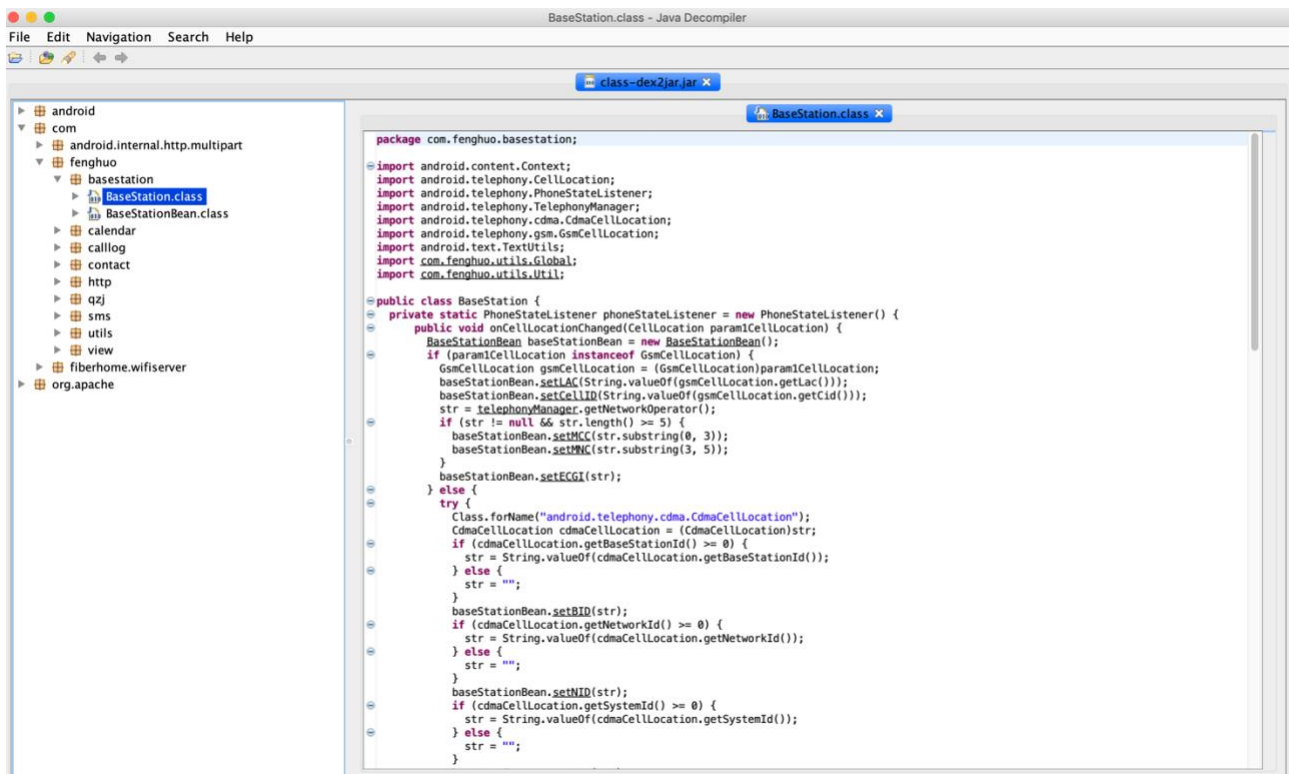 BaseStation.class - Java Decompiler
File Edit Navigation Search Help
class-dex2jar.jar
android
com
android.internal.http.multipart
fenghuo
basestation
BaseStation.class
BaseStationBean.class
calendar
calllog
contact
http
qzj
sms
utils
view
fiberhome.wifiserver
org.apache
BaseStation.class
package com.fenghuo.basestation;
import android.content.Context;
import android.telephony.CellLocation;
import android.telephony.PhoneStateListener;
import android.telephony.TelephonyManager;
import android.telephony.cdma.CdmaCellLocation;
import android.telephony.gsm.GsmCellLocation;
import android.text.TextUtils;
import com.fenghuo.utils.Global;
import com.fenghuo.utils.Util;
public class BaseStation {
private static PhoneStateListener phoneStateListener = new PhoneStateListener() {
public void onCellLocationChanged(CellLocation param1CellLocation) {
BaseStationBean baseStationBean = new BaseStationBean();
if (param1CellLocation instanceof GsmCellLocation) {
GsmCellLocation gsmCellLocation = (GsmCellLocation)param1CellLocation;
baseStationBean.setLAC(String.valueOf(gsmCellLocation.getLac()));
baseStationBean.setCellID(String.valueOf(gsmCellLocation.getCid()));
str = telephonyManager.getNetworkOperator();
if (str != null && str.length() >= 5) {
baseStationBean.setMCC(str.substring(0, 3));
baseStationBean.setMNC(str.substring(3, 5));
}
baseStationBean.setECGI(str);
} else {
try {
Class.forName("android.telephony.cdma.CdmaCellLocation");
CdmaCellLocation cdmaCellLocation = (CdmaCellLocation)str;
if (cdmaCellLocation.getBaseStationId() >= 0) {
str = String.valueOf(cdmaCellLocation.getBaseStationId());
} else {
str = "";
}
baseStationBean.setBID(str);
if (cdmaCellLocation.getNetworkId() >= 0) {
str = String.valueOf(cdmaCellLocation.getNetworkId());
} else {
str = "";
}
baseStationBean.setNID(str);
if (cdmaCellLocation.getSystemId() >= 0) {
str = String.valueOf(cdmaCellLocation.getSystemId());
} else {
str = "";
}